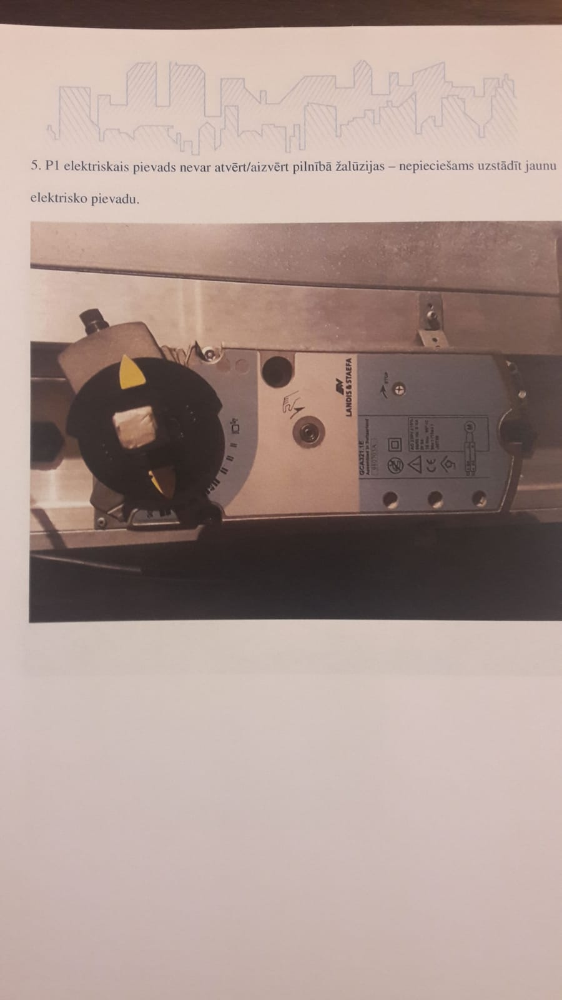 5. P1 elektriskais pievads nevar atvērt/aizvērt pilnībā žalūzijas – nepieciešams uzstādīt jaunu
elektrisko pievadu.
LANDIS & STAEFA
STOP
GCA321.1E
CE
M